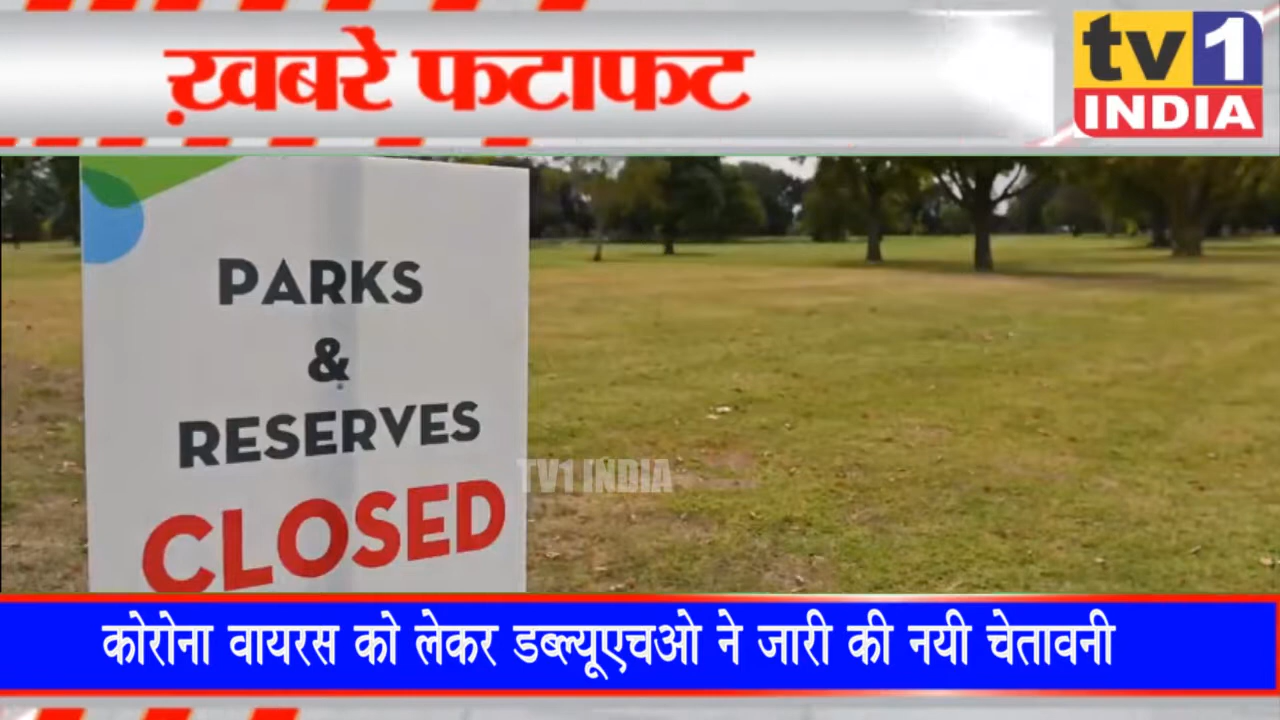 ख़बरें फटाफट
tv1
INDIA
PARKS
&
RESERVES
CLOSED
TV1 INDIA
कोरोना वायरस को लेकर डब्ल्यूएचओ ने जारी की नयी चेतावनी